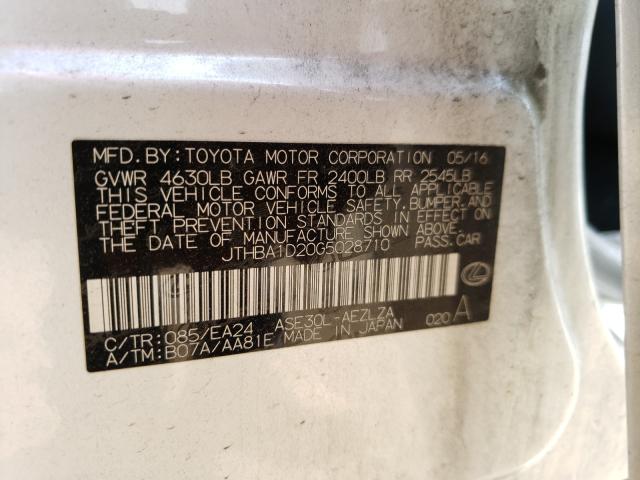 MFD.BY:TOYOTA MOTOR CORPORATION 05/16
GVWR 4630LB GAWR FR 2400LB RR 2545LB
THIS VEHICLE CONFORMS TO ALL APPLICABLE
FEDERAL MOTOR VEHICLE SAFETY,BUMPER,AND
THEFT PREVENTION STANDARDS IN EFFECT ON
THE DATE OF MANUFACTURE SHOWN ABOVE.
JTHBA1D20G5028710 PASS.CAR
C/TR:085/EA24 ASE30L-AEZLZA 020 A
A/TM:B07A/AA81E MADE IN JAPAN